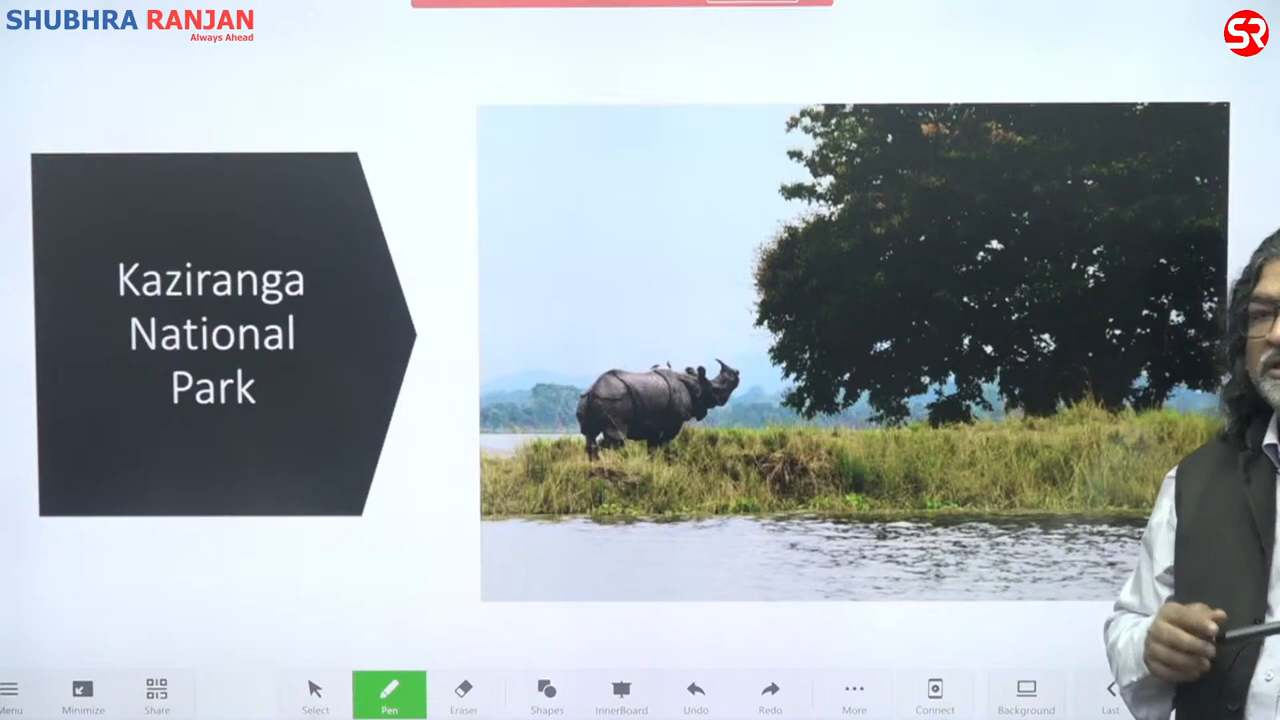 SHUBHRA RANJAN
Always Ahead
SR
Kaziranga
National
Park
Menu
Minimize
Share
Select
Pen
Eraser
Shapes
InnerBoard
Undo
Redo
More
Connect
Background
Last